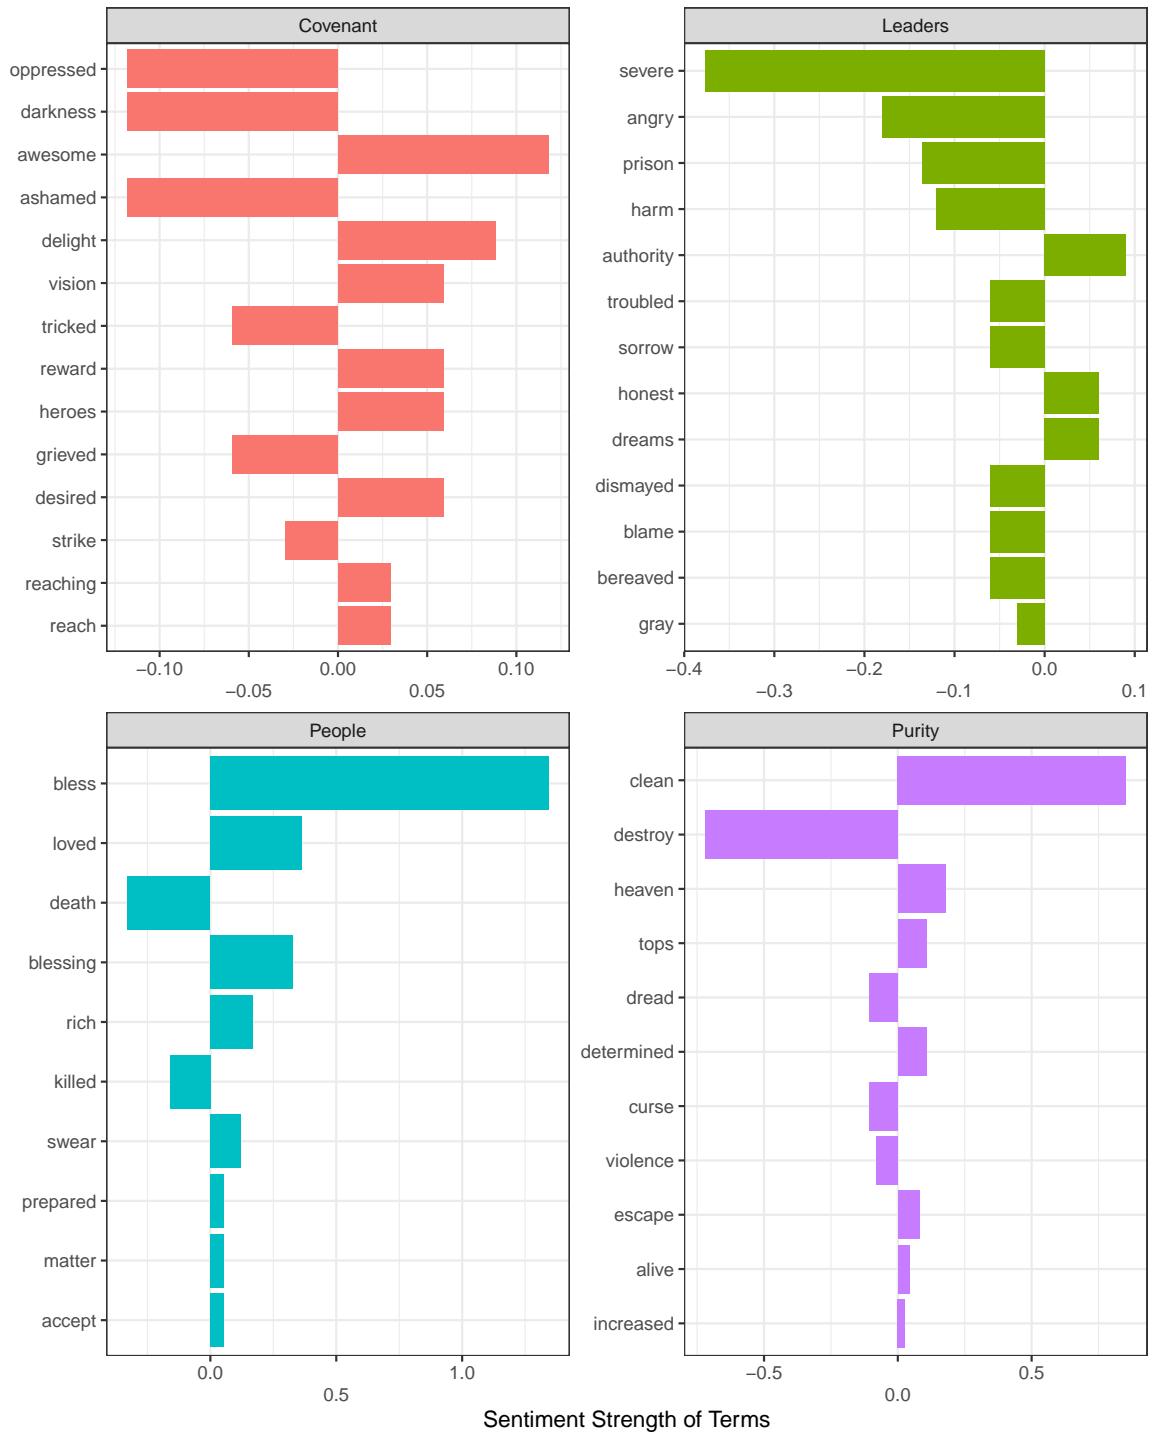 Covenant
oppressed
darkness
awesome
ashamed
delight
vision
tricked
reward
heroes
grieved
desired
strike
reaching
reach
−0.10 0.00 0.10
−0.05 0.05
Leaders
severe
angry
prison
harm
authority
troubled
sorrow
honest
dreams
dismayed
blame
bereaved
gray
−0.4 −0.2 0.0
−0.3 −0.1 0.1
People
bless
loved
death
blessing
rich
killed
swear
prepared
matter
accept
0.0 1.0
0.5
Purity
clean
destroy
heaven
tops
dread
determined
curse
violence
escape
alive
increased
−0.5 0.5
0.0
Sentiment Strength of Terms